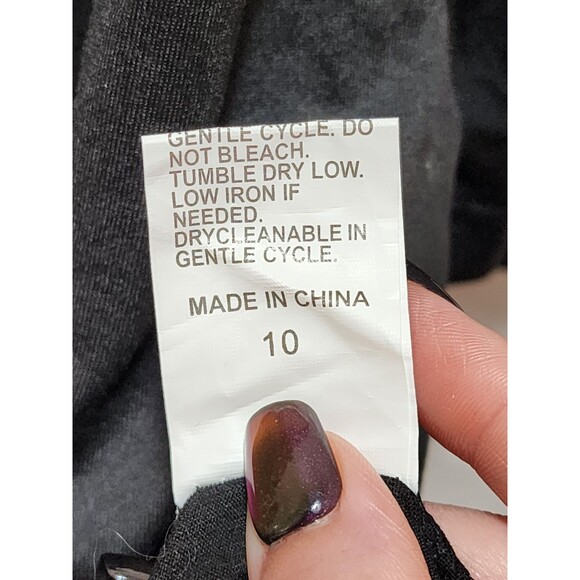 GENTLE CYCLE. DO
NOT BLEACH.
TUMBLE DRY LOW.
LOW IRON IF
NEEDED.
DRYCLEANABLE IN
GENTLE CYCLE.
MADE IN CHINA
10